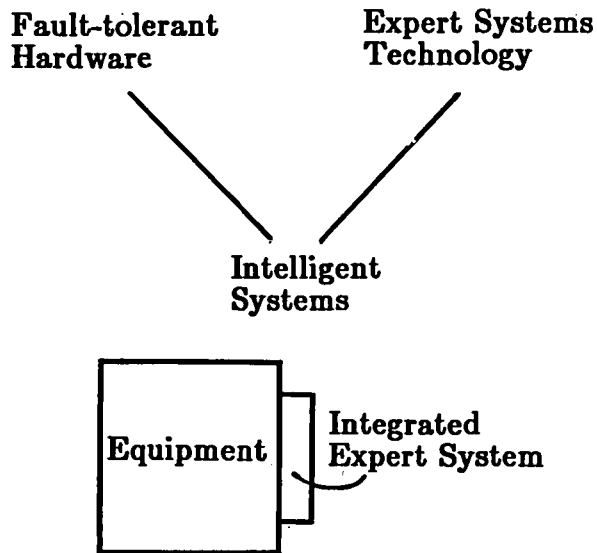 Fault-tolerant
Hardware
Expert Systems
Technology
Intelligent
Systems
Equipment
Integrated
Expert System